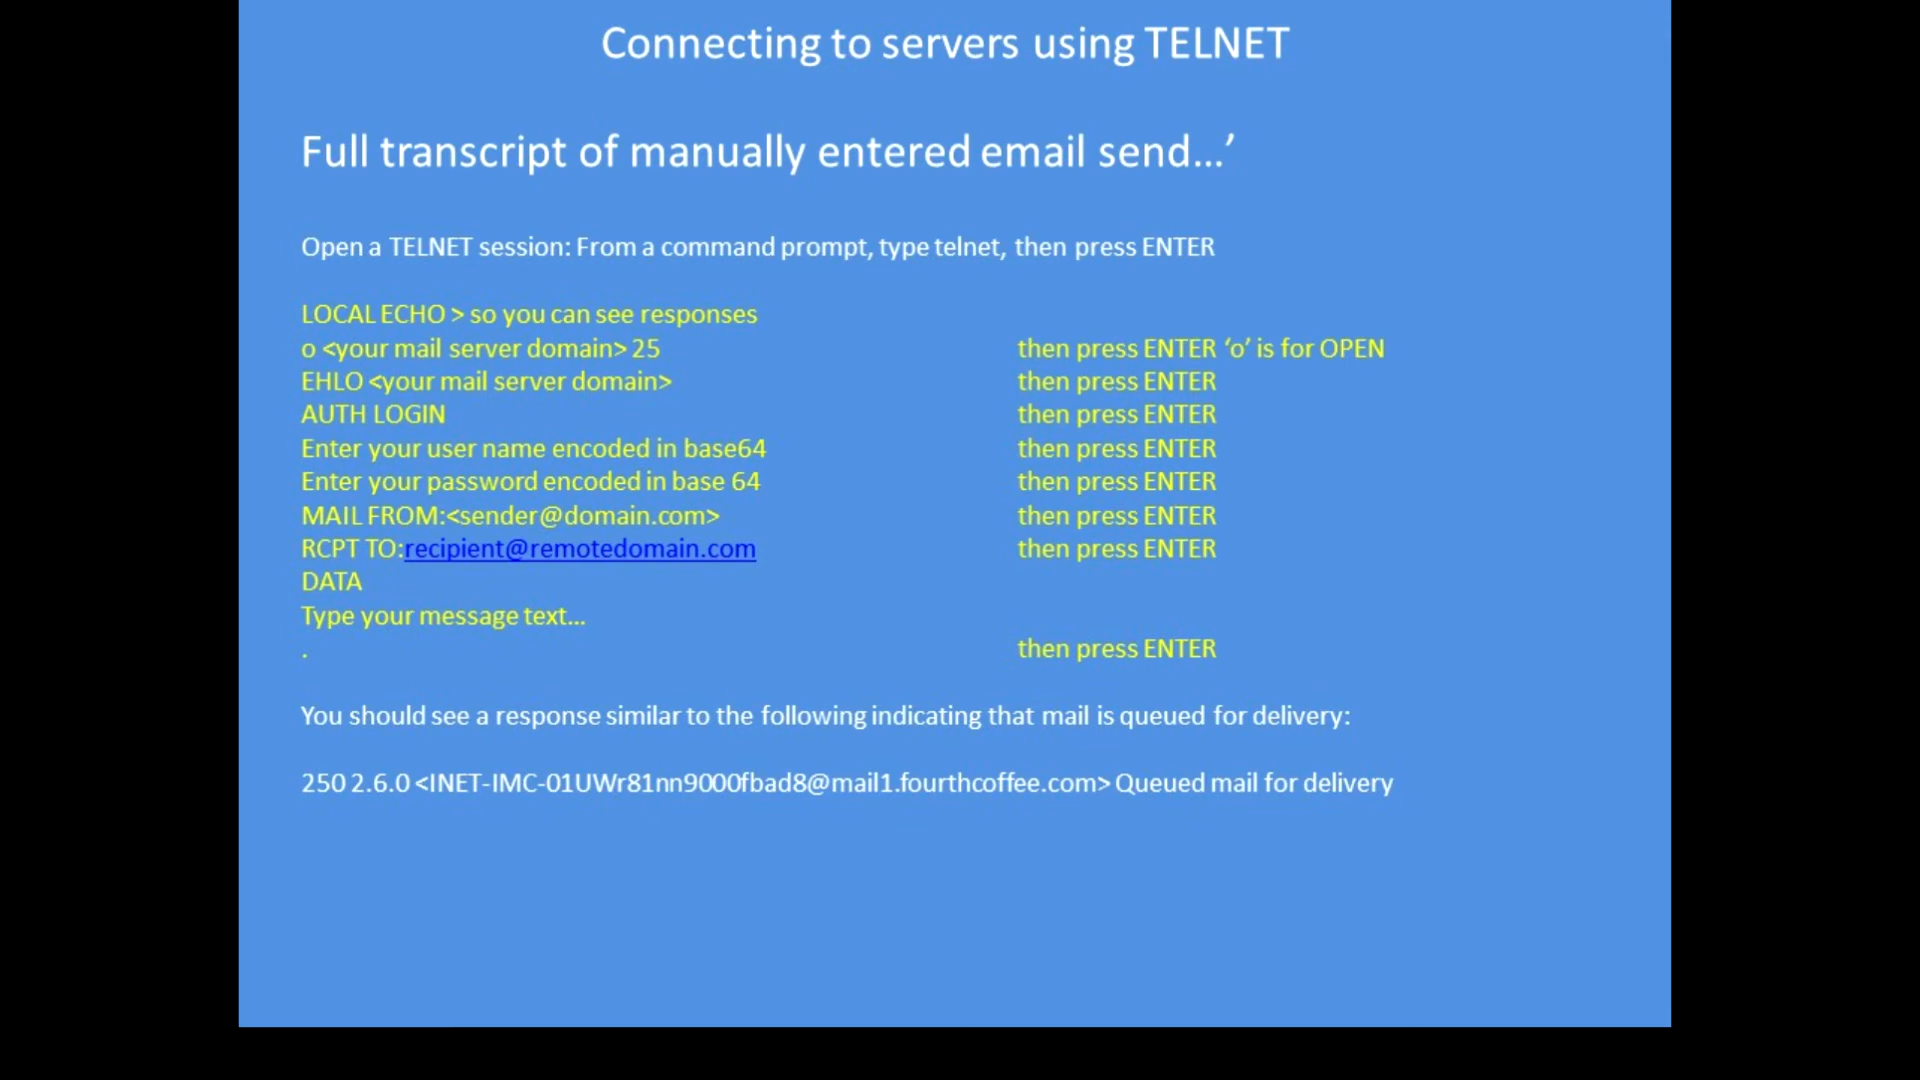 Connecting to servers using TELNET
Full transcript of manually entered email send...’
Open a TELNET session: From a command prompt, type telnet, then press ENTER
LOCAL ECHO > so you can see responses
o <your mail server domain> 25 then press ENTER ‘o’ is for OPEN
EHLO <your mail server domain> then press ENTER
AUTH LOGIN then press ENTER
Enter your user name encoded in base64 then press ENTER
Enter your password encoded in base 64 then press ENTER
MAIL FROM:<sender@domain.com> then press ENTER
RCPT TO:recipient@remotedomain.com then press ENTER
DATA
Type your message text...
. then press ENTER
You should see a response similar to the following indicating that mail is queued for delivery:
250 2.6.0 <INET-IMC-01UWr81nn9000fbad8@mail1.fourthcoffee.com> Queued mail for delivery